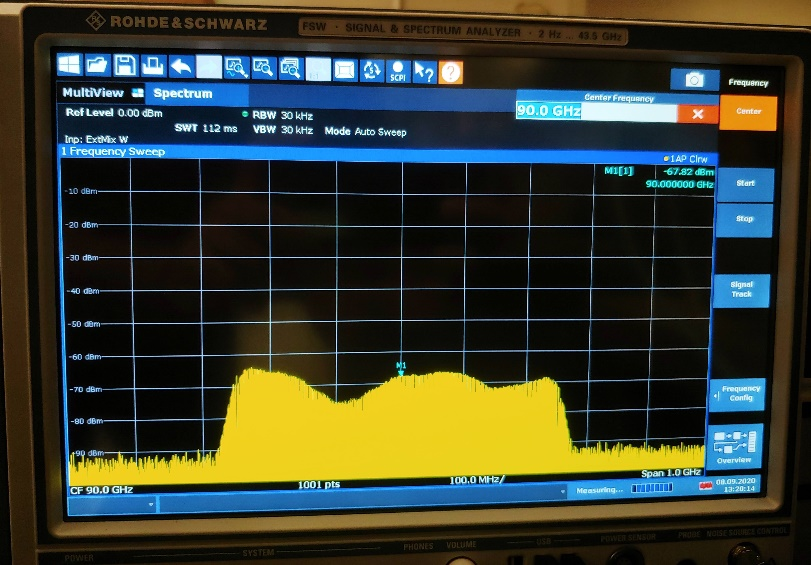 ROHDE & SCHWARZ
FSW · SIGNAL & SPECTRUM ANALYZER · 2 Hz ... 43.5 GHz
SCPI
Frequency
MultiView Spectrum
Center Frequency
90.0 GHz
Center
Ref Level 0.00 dBm RBW 30 kHz
SWT 112 ms VBW 30 kHz Mode Auto Sweep
Inp: ExtMix W
1 Frequency Sweep 1AP Clrw
M1[1] -67.82 dBm
90.000000 GHz
Start
Stop
Signal
Track
Frequency
Config
Overview
-10 dBm
-20 dBm
-30 dBm
-40 dBm
-50 dBm
-60 dBm
-70 dBm
-80 dBm
-90 dBm
M1
CF 90.0 GHz 1001 pts 100.0 MHz/ Span 1.0 GHz
Measuring...
08.09.2020
13:20:14
POWER SYSTEM PHONES VOLUME USB POWER SENSOR PROBE NOISE SOURCE CONTROL